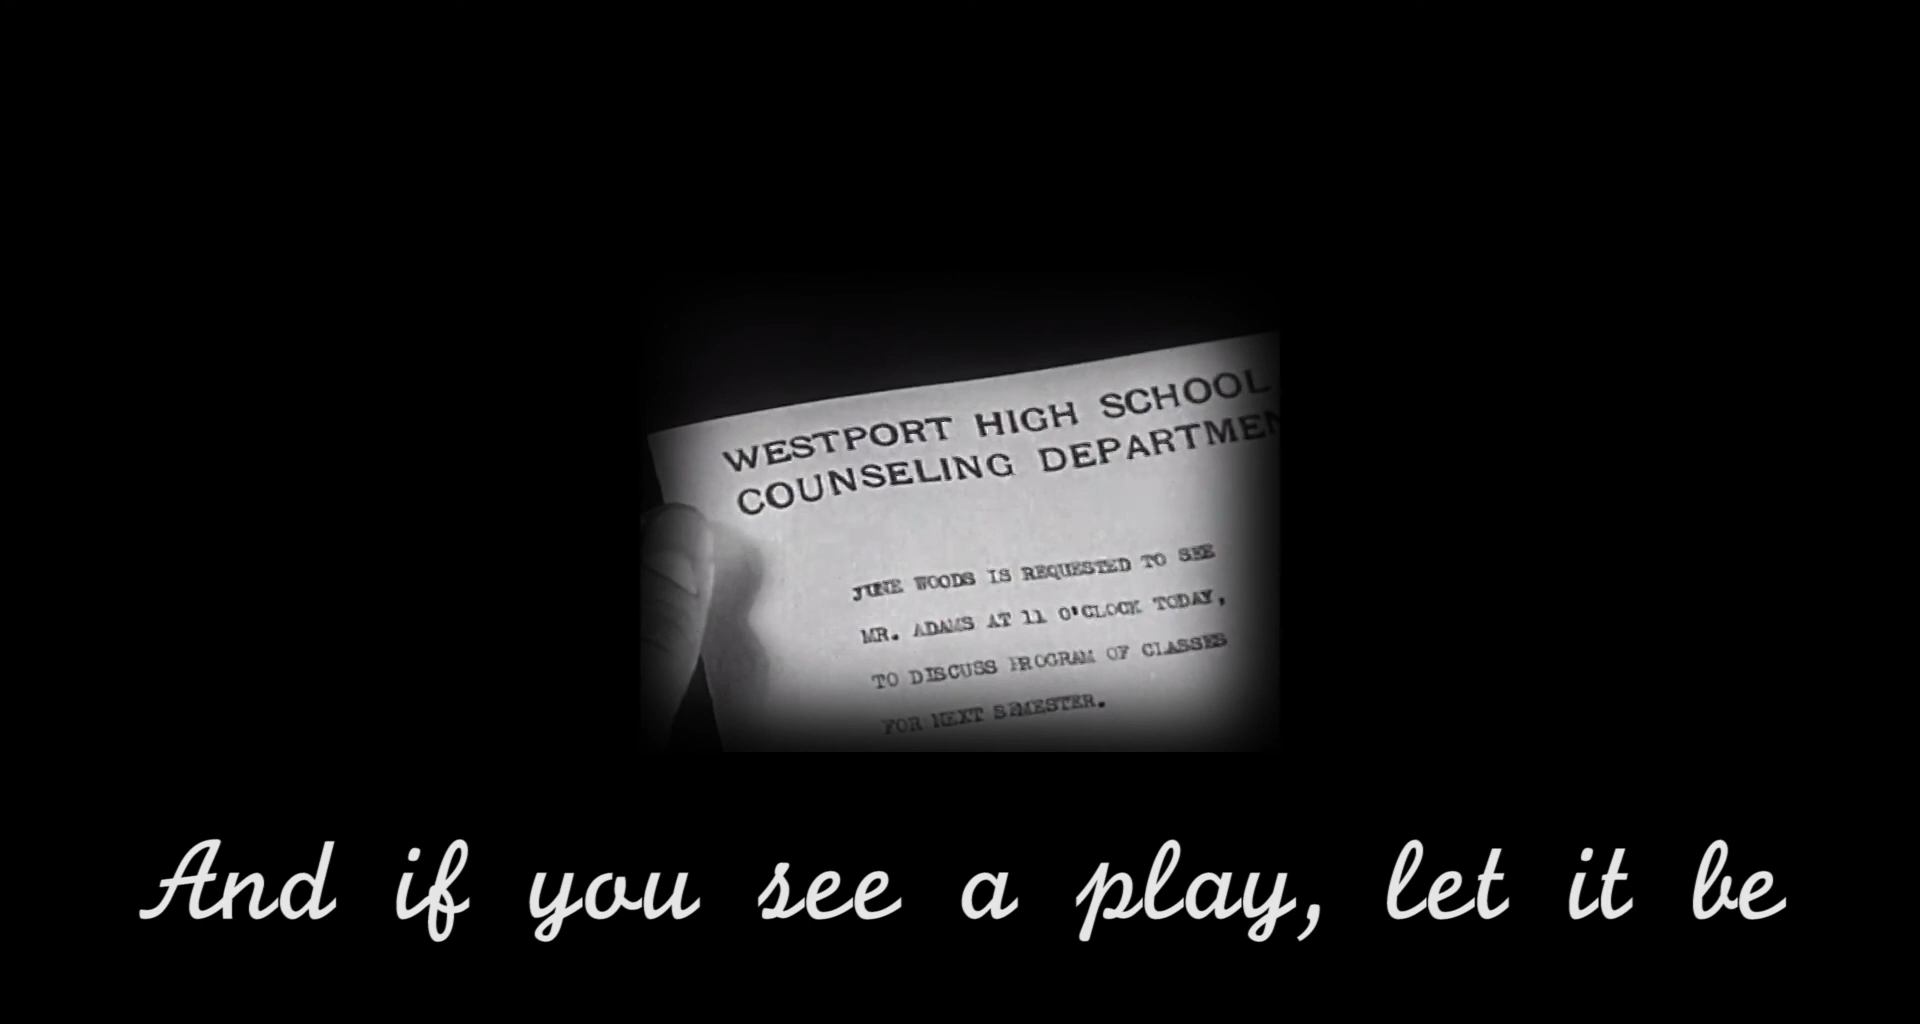 WESTPORT HIGH SCHOOL
COUNSELING DEPARTMEN
JUNE WOODS IS REQUESTED TO SEE
MR. ADAMS AT 11 O'CLOCK TODAY,
TO DISCUSS PROGRAM OF CLASSES
FOR NEXT SEMESTER.
And if you see a play, let it be